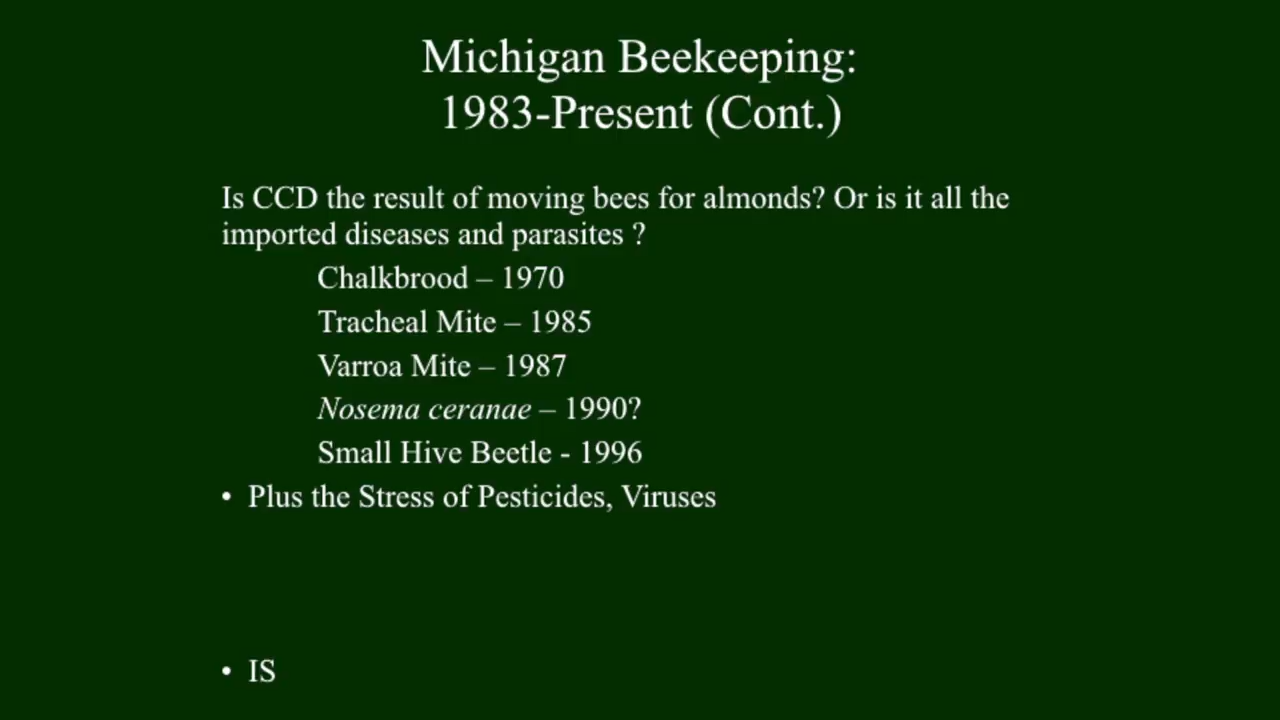 Michigan Beekeeping:
1983-Present (Cont.)
Is CCD the result of moving bees for almonds? Or is it all the
imported diseases and parasites ?
Chalkbrood – 1970
Tracheal Mite – 1985
Varroa Mite – 1987
Nosema ceranae – 1990?
Small Hive Beetle - 1996
• Plus the Stress of Pesticides, Viruses
• IS